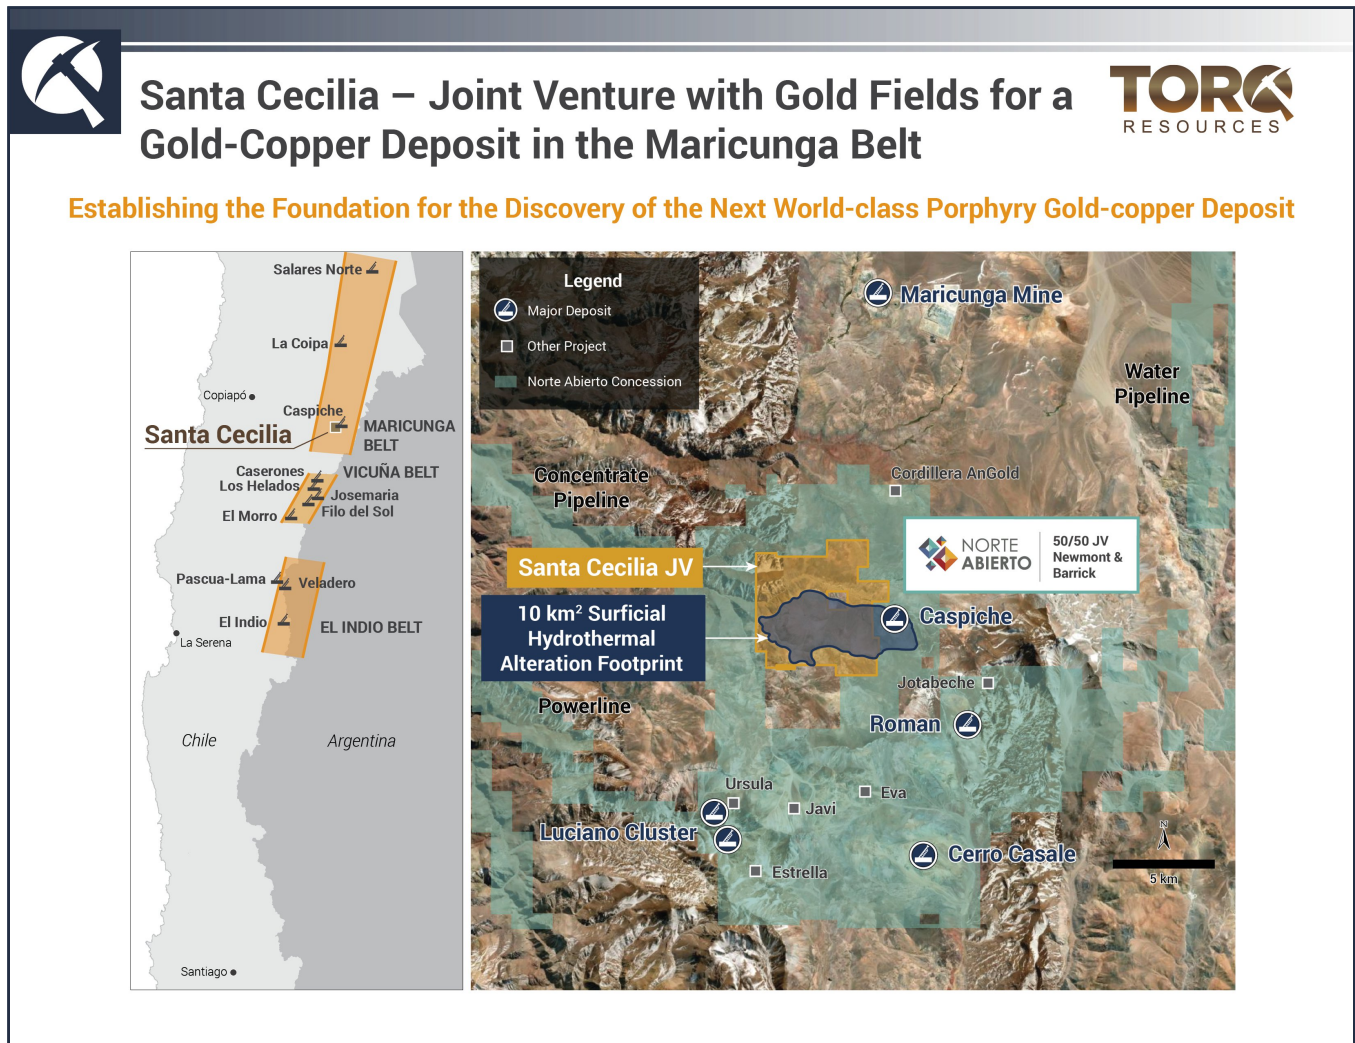 Santa Cecilia – Joint Venture with Gold Fields for a
Gold-Copper Deposit in the Maricunga Belt
TORQ
RESOURCES
Establishing the Foundation for the Discovery of the Next World-class Porphyry Gold-copper Deposit
Salares Norte
La Coipa
Copiapó
Caspiche
Santa Cecilia
MARICUNGA
BELT
Caserones
VICUÑA BELT
Los Helados
Josemaria
Filo del Sol
El Morro
Pascua-Lama
Veladero
El Indio
EL INDIO BELT
La Serena
Chile
Argentina
Santiago
Legend
Major Deposit
Other Project
Norte Abierto Concession
Maricunga Mine
Water
Pipeline
Concentrate
Pipeline
Cordillera AnGold
NORTE
ABIERTO
50/50 JV
Newmont &
Barrick
Santa Cecilia JV
10 km² Surficial
Hydrothermal
Alteration Footprint
Caspiche
Jotabeche
Powerline
Roman
Ursula
Eva
Javi
Luciano Cluster
Cerro Casale
Estrella
N
5 km